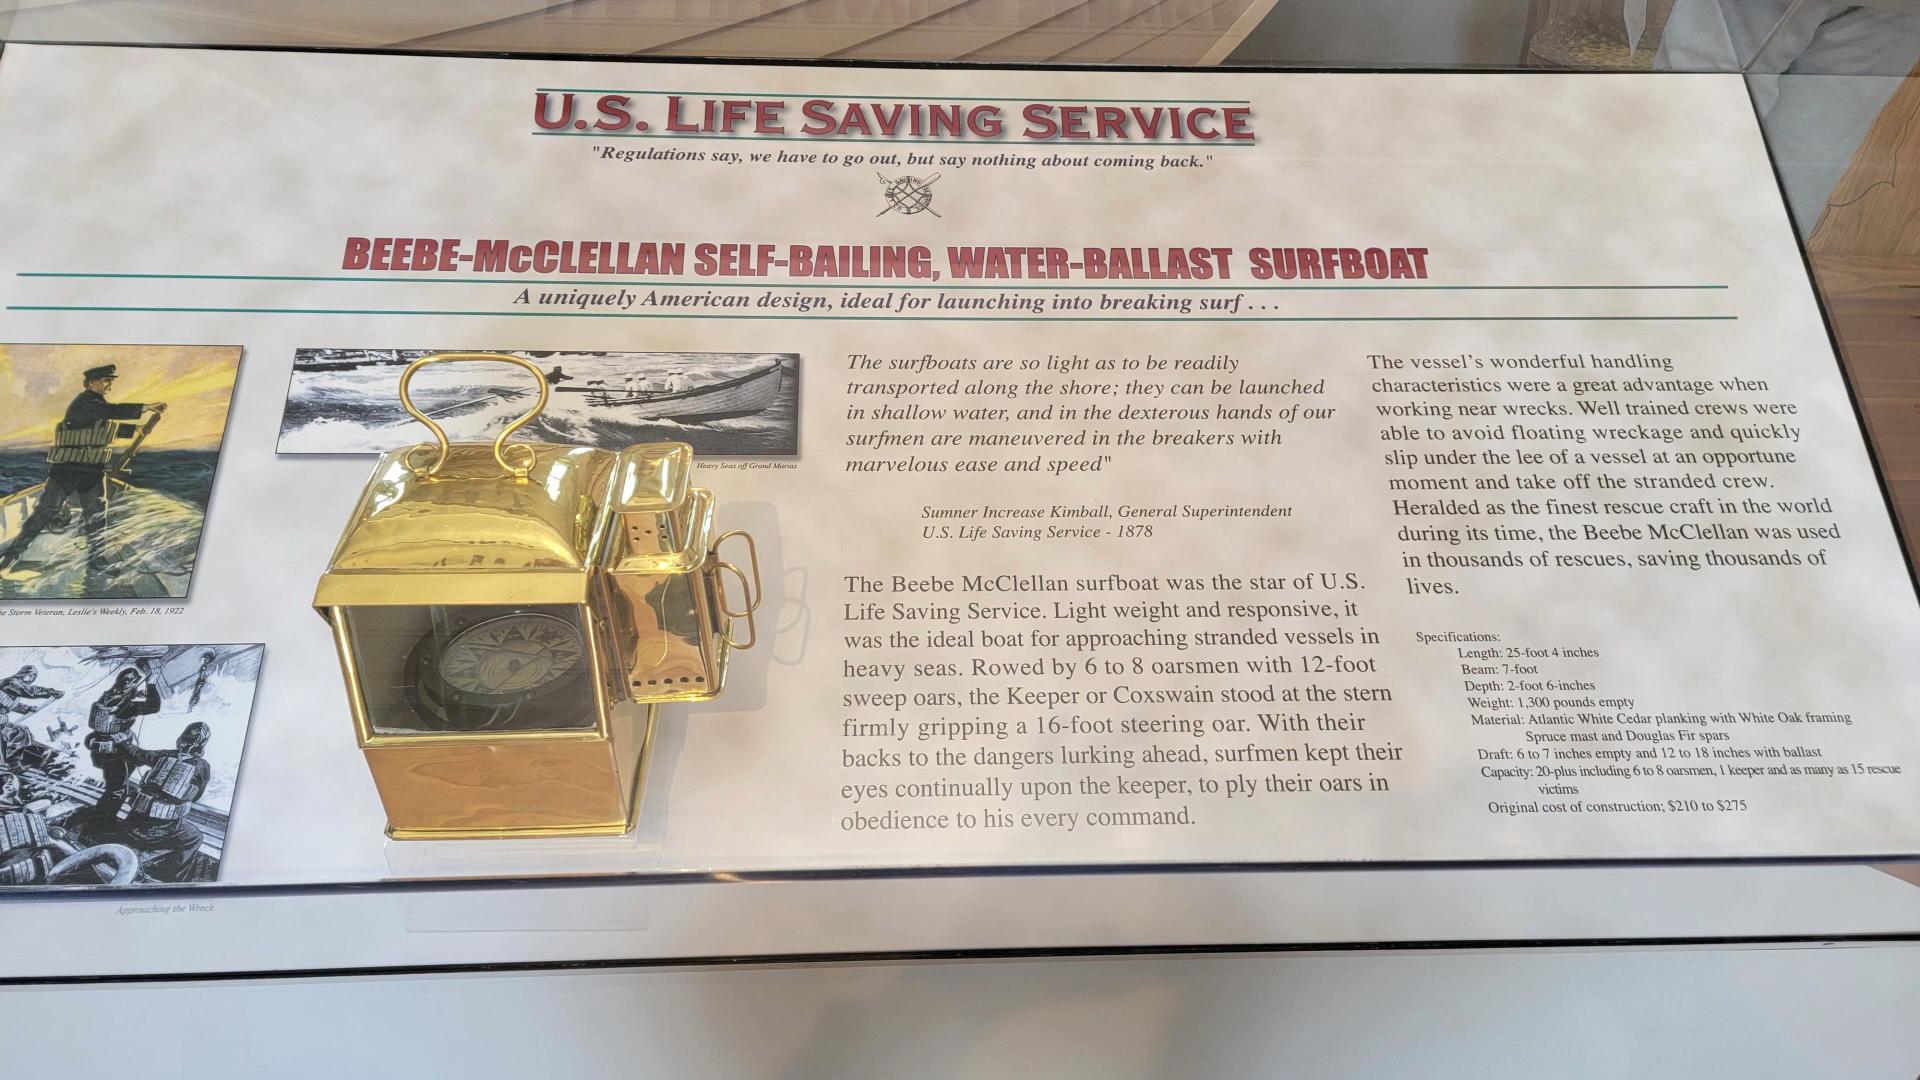 U.S. LIFE SAVING SERVICE
"Regulations say, we have to go out, but say nothing about coming back."
BEEBE-McCLELLAN SELF-BAILING, WATER-BALLAST SURFBOAT
A uniquely American design, ideal for launching into breaking surf . . .
Storm Veteran, Leslie's Weekly, Feb. 18, 1922
Approaching the Wreck
Heavy Seas off Grand Marias
The surfboats are so light as to be readily
transported along the shore; they can be launched
in shallow water, and in the dexterous hands of our
surfmen are maneuvered in the breakers with
marvelous ease and speed"
Sumner Increase Kimball, General Superintendent
U.S. Life Saving Service - 1878
The Beebe McClellan surfboat was the star of U.S.
Life Saving Service. Light weight and responsive, it
was the ideal boat for approaching stranded vessels in
heavy seas. Rowed by 6 to 8 oarsmen with 12-foot
sweep oars, the Keeper or Coxswain stood at the stern
firmly gripping a 16-foot steering oar. With their
backs to the dangers lurking ahead, surfmen kept their
eyes continually upon the keeper, to ply their oars in
obedience to his every command.
The vessel's wonderful handling
characteristics were a great advantage when
working near wrecks. Well trained crews were
able to avoid floating wreckage and quickly
slip under the lee of a vessel at an opportune
moment and take off the stranded crew.
Heralded as the finest rescue craft in the world
during its time, the Beebe McClellan was used
in thousands of rescues, saving thousands of
lives.
Specifications:
Length: 25-foot 4 inches
Beam: 7-foot
Depth: 2-foot 6-inches
Weight: 1,300 pounds empty
Material: Atlantic White Cedar planking with White Oak framing
Spruce mast and Douglas Fir spars
Draft: 6 to 7 inches empty and 12 to 18 inches with ballast
Capacity: 20-plus including 6 to 8 oarsmen, 1 keeper and as many as 15 rescue
victims
Original cost of construction; $210 to $275